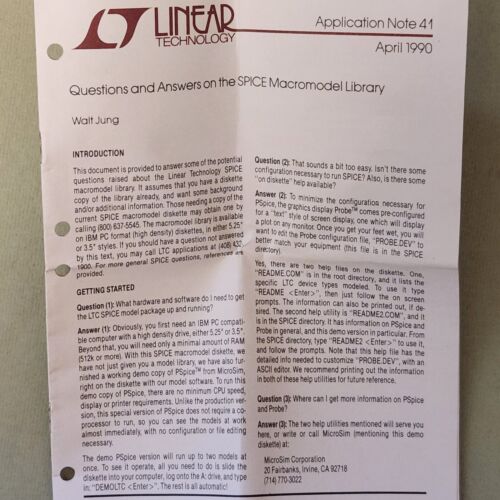 LINEAR
TECHNOLOGY
Application Note 41
April 1990
Questions and Answers on the SPICE Macromodel Library
Walt Jung
INTRODUCTION
This document is provided to answer some of the potential
questions raised about the Linear Technology SPICE
macromodel library. It assumes that you have a diskette
copy of the library already, and want some background
and/or additional information. Those needing a copy of the
current SPICE macromodel diskette may obtain one by
calling (800) 637-5545. The macromodel library is available
on IBM PC format (high density) diskettes, in either 5.25"
or 3.5" styles. If you should have a question not answered
by this text, you may call LTC applications at (408) 432
1900. For more general SPICE questions, references are
provided.
GETTING STARTED
Question (1): What hardware and software do I need to get
the LTC SPICE model package up and running?
Answer (1): Obviously, you first need an IBM PC compati-
ble computer with a high density drive, either 5.25" or 3.5".
Beyond that, you will need only a minimal amount of RAM
(512k or more). With this SPICE macromodel diskette, we
have not just given you a model library, we have also fur-
nished a working demo copy of PSpice™ from MicroSim,
right on the diskette with our model software. To run this
demo copy of PSpice, there are no minimum CPU speed,
display or printer requirements. Unlike the production ver-
sion, this special version of PSpice does not require a co-
processor to run, so you can see the models at work
almost immediately, with no configuration or file editing
necessary.
The demo PSpice version will run up to two models at
once. To see it operate, all you need to do is slide the
diskette into your computer, log onto the A: drive, and type
in: "DEMOLTC <Enter>". The rest is all automatic!
Question (2): That sounds a bit too easy. Isn't there some
configuration necessary to run SPICE? Also, is there some
"on diskette" help available?
Answer (2): To minimize the configuration necessary for
PSpice, the graphics display Probe™ comes pre-configured
for a "text" style of screen display, one which will display
a plot on any monitor. Once you get your feet wet, you will
want to edit the Probe configuration file, "PROBE.DEV" to
better match your equipment (this file is in the SPICE
directory).
Yes, there are two help files on the diskette. One,
"README.COM" is in the root directory, and it lists the
specific LTC device types modeled. To use it type
"README <Enter>", then just follow the on screen
prompts. The information can also be printed out, if de-
sired. The second help utility is "README2.COM", and it
is in the SPICE directory. It has information on PSpice and
Probe in general, and this demo version in particular. From
the SPICE directory, type "README2 <Enter>" to use it,
and follow the prompts. Note that this help file has the
detailed info needed to customize "PROBE.DEV", with an
ASCII editor. We recommend printing out the information
in both of these help utilities for future reference.
Question (3): Where can I get more information on PSpice
and Probe?
Answer (3): The two help utilities mentioned will serve you
here, or write or call MicroSim (mentioning this demo
diskette) at:
MicroSim Corporation
20 Fairbanks, Irvine, CA 92718
(714) 770-3022